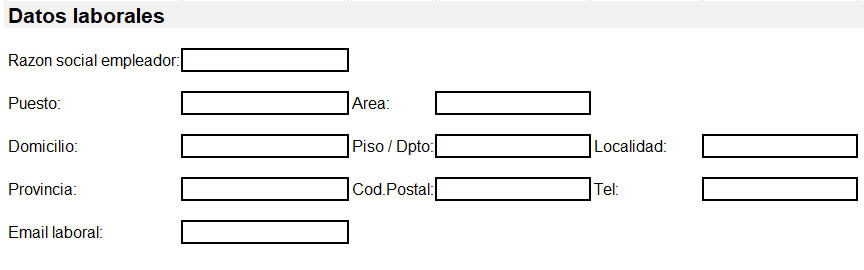 Datos laborales
Razon social empleador:
Puesto: Area:
Domicilio: Piso / Dpto: Localidad:
Provincia: Cod.Postal: Tel:
Email laboral: